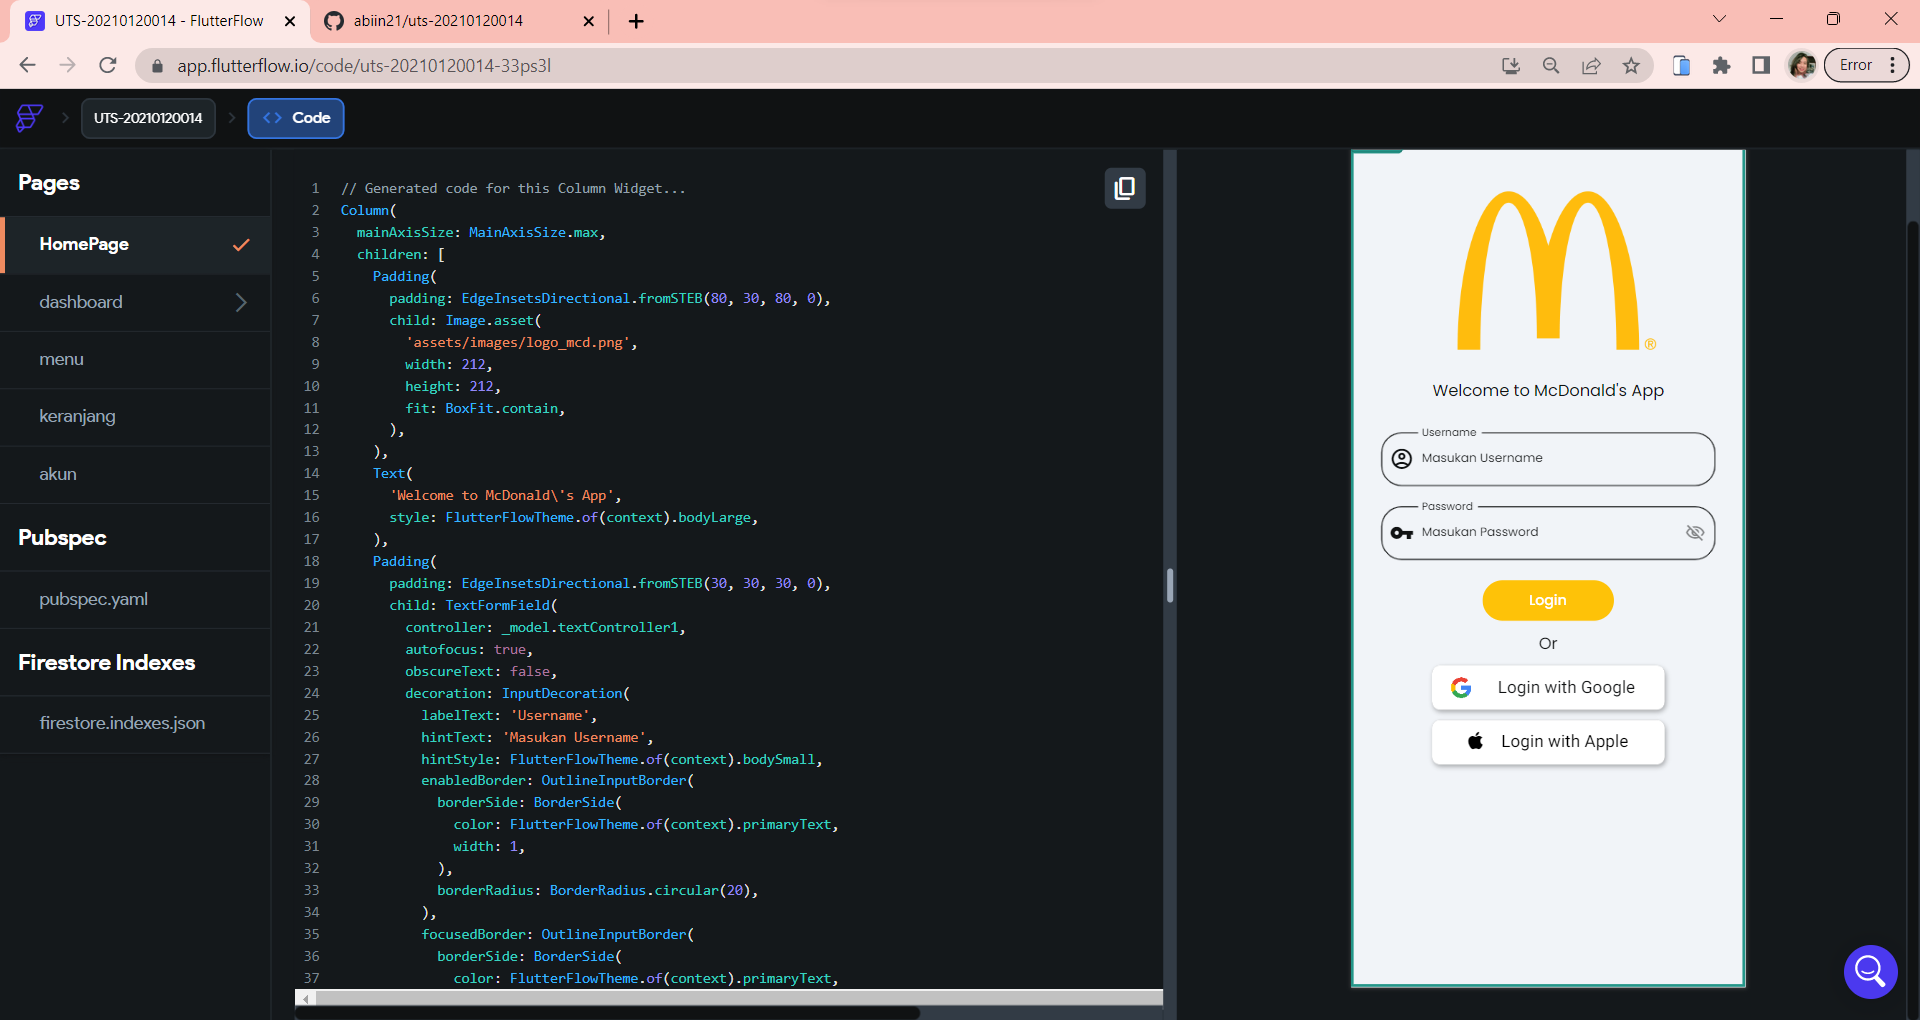 UTS-20210120014 - FlutterFlow
abiin21/uts-20210120014
app.flutterflow.io/code/uts-20210120014-33ps3l
Error
UTS-20210120014
<> Code
Pages
HomePage
dashboard
menu
keranjang
akun
Pubspec
pubspec.yaml
Firestore Indexes
firestore.indexes.json
1 // Generated code for this Column Widget...
2 Column(
3 mainAxisSize: MainAxisSize.max,
4 children: [
5 Padding(
6 padding: EdgeInsetsDirectional.fromSTEB(80, 30, 80, 0),
7 child: Image.asset(
8 'assets/images/logo_mcd.png',
9 width: 212,
10 height: 212,
11 fit: BoxFit.contain,
12 ),
13 ),
14 Text(
15 'Welcome to McDonald\'s App',
16 style: FlutterFlowTheme.of(context).bodyLarge,
17 ),
18 Padding(
19 padding: EdgeInsetsDirectional.fromSTEB(30, 30, 30, 0),
20 child: TextFormField(
21 controller: _model.textController1,
22 autofocus: true,
23 obscureText: false,
24 decoration: InputDecoration(
25 labelText: 'Username',
26 hintText: 'Masukan Username',
27 hintStyle: FlutterFlowTheme.of(context).bodySmall,
28 enabledBorder: OutlineInputBorder(
29 borderSide: BorderSide(
30 color: FlutterFlowTheme.of(context).primaryText,
31 width: 1,
32 ),
33 borderRadius: BorderRadius.circular(20),
34 ),
35 focusedBorder: OutlineInputBorder(
36 borderSide: BorderSide(
37 color: FlutterFlowTheme.of(context).primaryText,
®
Welcome to McDonald's App
Username
Masukan Username
Password
Masukan Password
Login
Or
Login with Google
Login with Apple